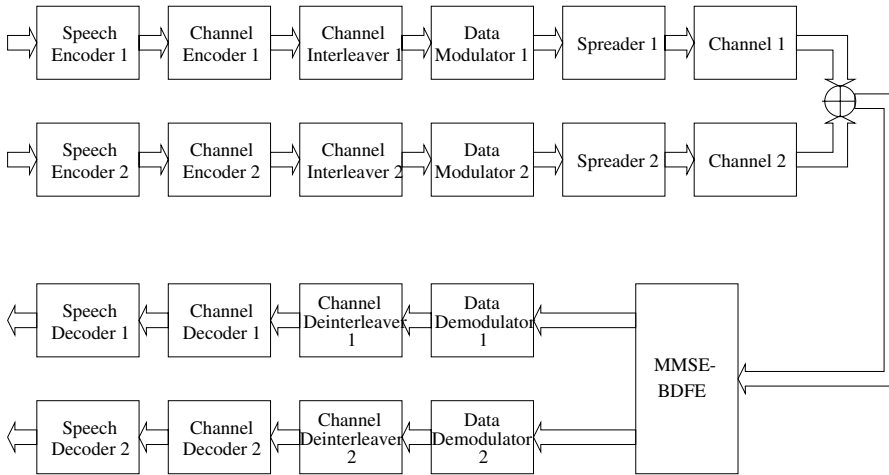 Speech
Encoder 1
Channel
Encoder 1
Channel
Interleaver 1
Data
Modulator 1
Spreader 1
Channel 1
Speech
Encoder 2
Channel
Encoder 2
Channel
Interleaver 2
Data
Modulator 2
Spreader 2
Channel 2
Speech
Decoder 1
Channel
Decoder 1
Channel
Deinterleaver
1
Data
Demodulator
1
MMSE-
BDFE
Speech
Decoder 2
Channel
Decoder 2
Channel
Deinterleaver
2
Data
Demodulator
2